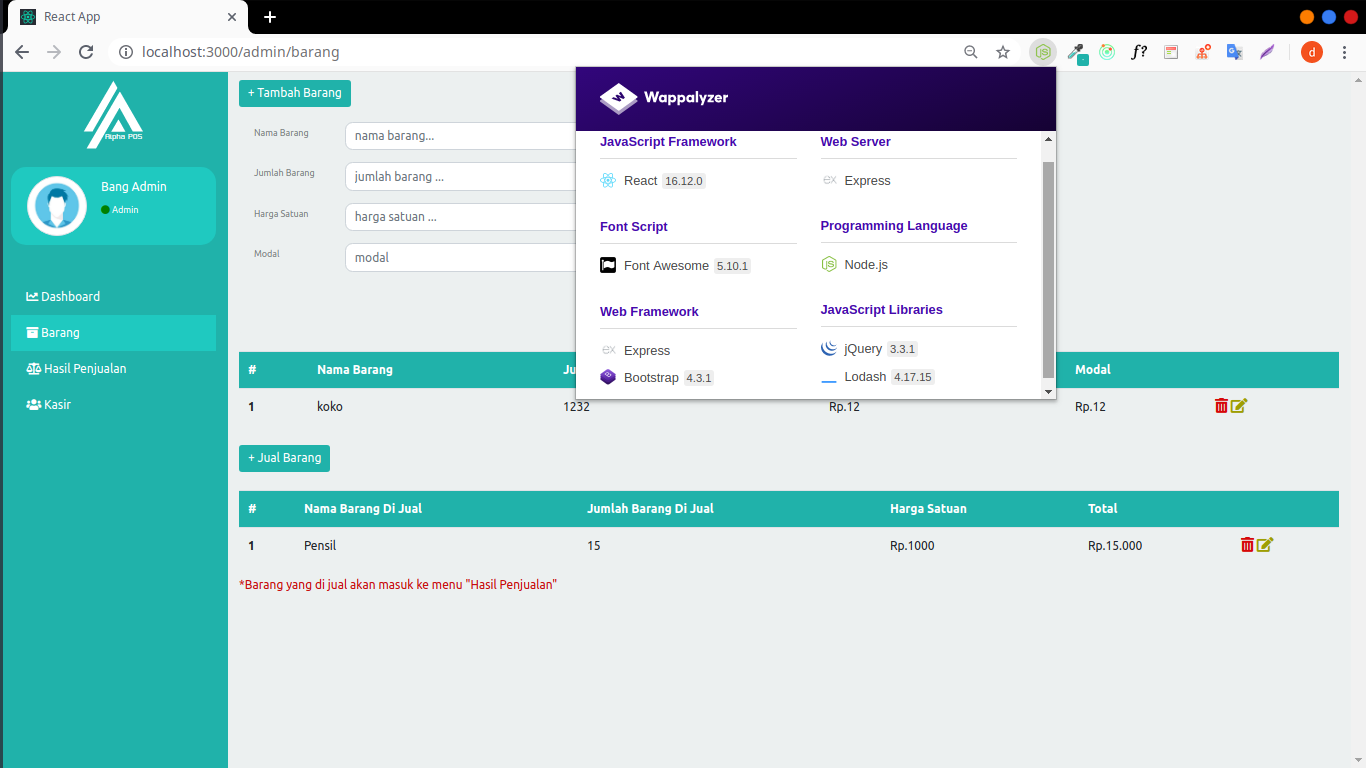 React App
localhost:3000/admin/barang
f?
d
Alpha POS
Bang Admin
Admin
Dashboard
Barang
Hasil Penjualan
Kasir
+ Tambah Barang
Nama Barang
nama barang...
Jumlah Barang
jumlah barang ...
Harga Satuan
harga satuan ...
Modal
modal
W Wappalyzer
JavaScript Framework
React 16.12.0
Font Script
Font Awesome 5.10.1
Web Framework
ex Express
Bootstrap 4.3.1
Web Server
ex Express
Programming Language
Node.js
JavaScript Libraries
jQuery 3.3.1
Lodash 4.17.15
# Nama Barang Ju Modal
1 koko 1232 Rp.12 Rp.12
+ Jual Barang
# Nama Barang Di Jual Jumlah Barang Di Jual Harga Satuan Total
1 Pensil 15 Rp.1000 Rp.15.000
*Barang yang di jual akan masuk ke menu "Hasil Penjualan"